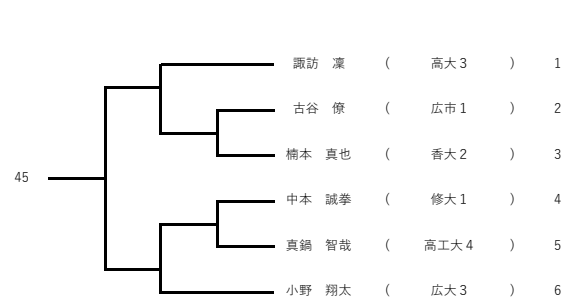 諏訪　凜 ( 高大3 ) 1
古谷　僚 ( 広市1 ) 2
楠本　真也 ( 香大2 ) 3
45
中本　誠拳 ( 修大1 ) 4
真鍋　智哉 ( 高工大4 ) 5
小野　翔太 ( 広大3 ) 6